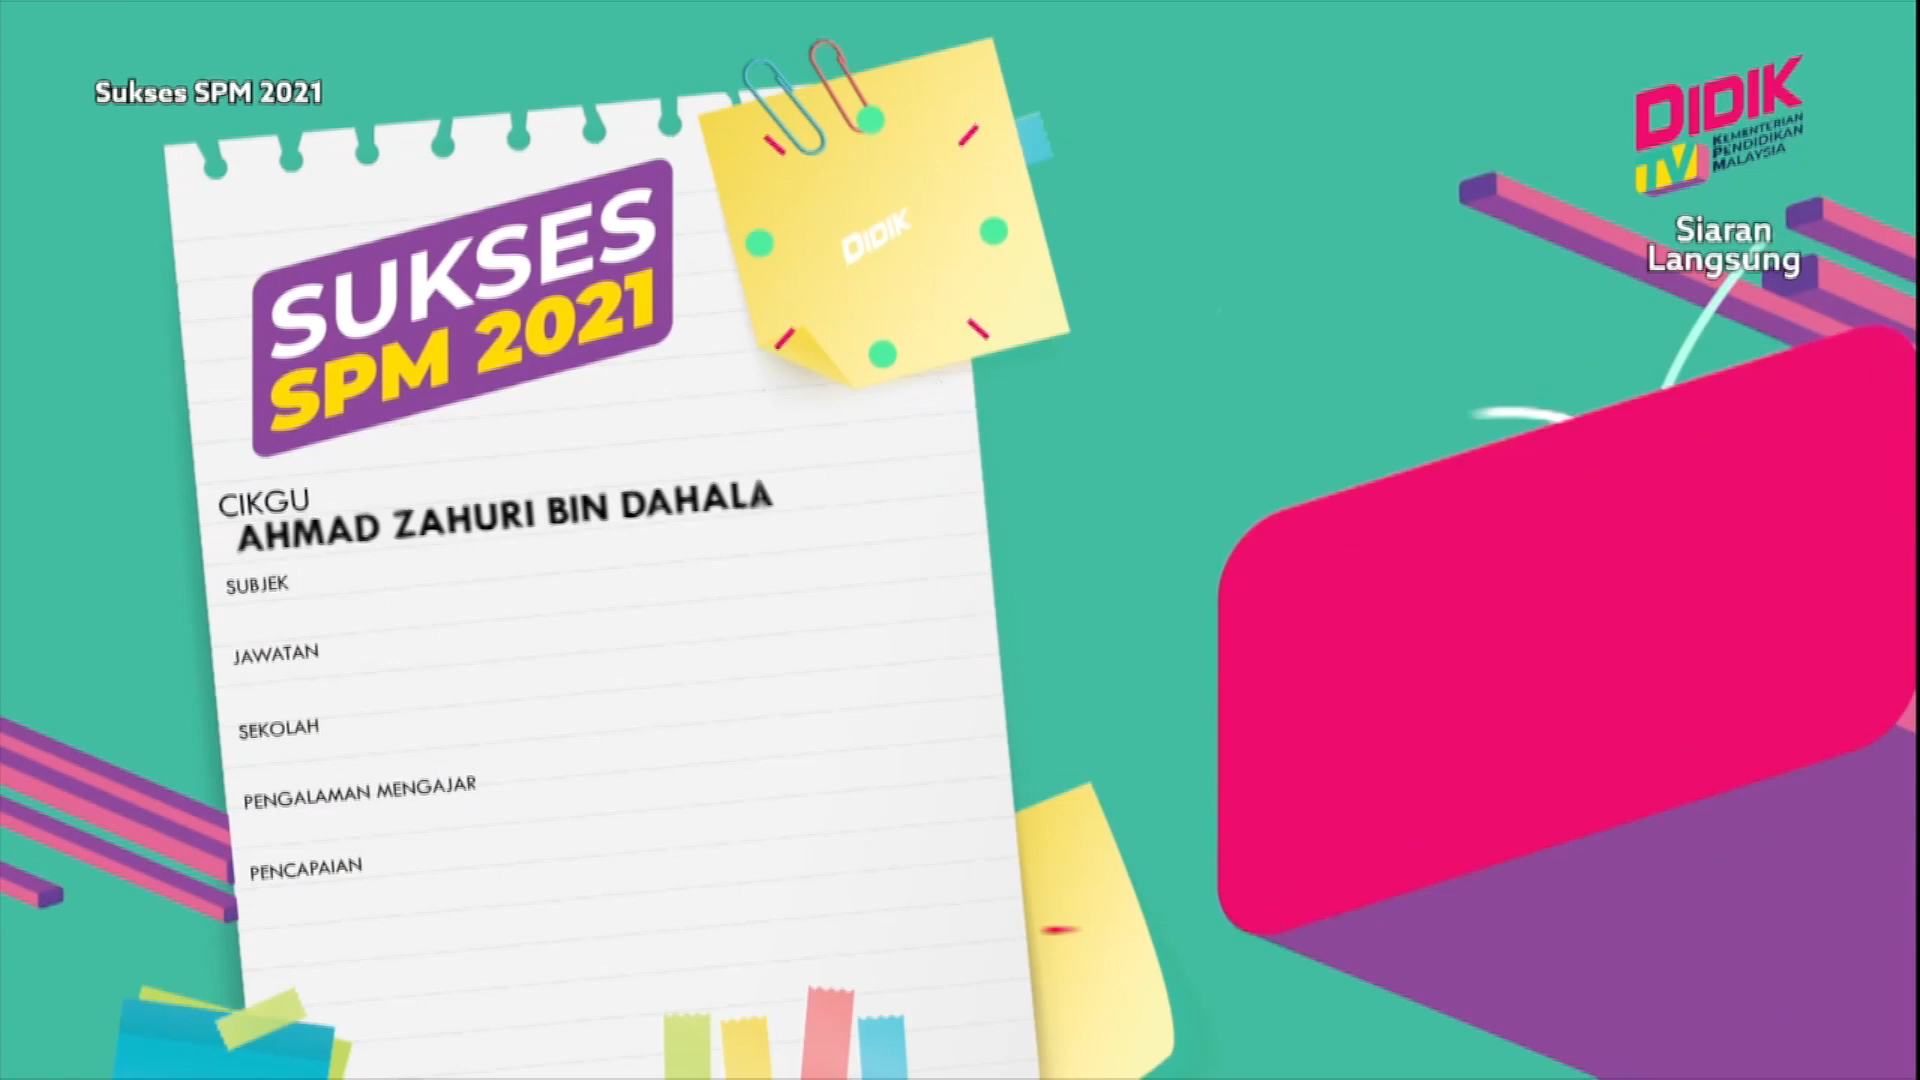 Sukses SPM 2021
DIDIK
TV
KEMENTERIAN
PENDIDIKAN
MALAYSIA
Siaran
Langsung
DIDIK
SUKSES
SPM 2021
CIKGU
AHMAD ZAHURI BIN DAHALA
SUBJEK
JAWATAN
SEKOLAH
PENGALAMAN MENGAJAR
PENCAPAIAN